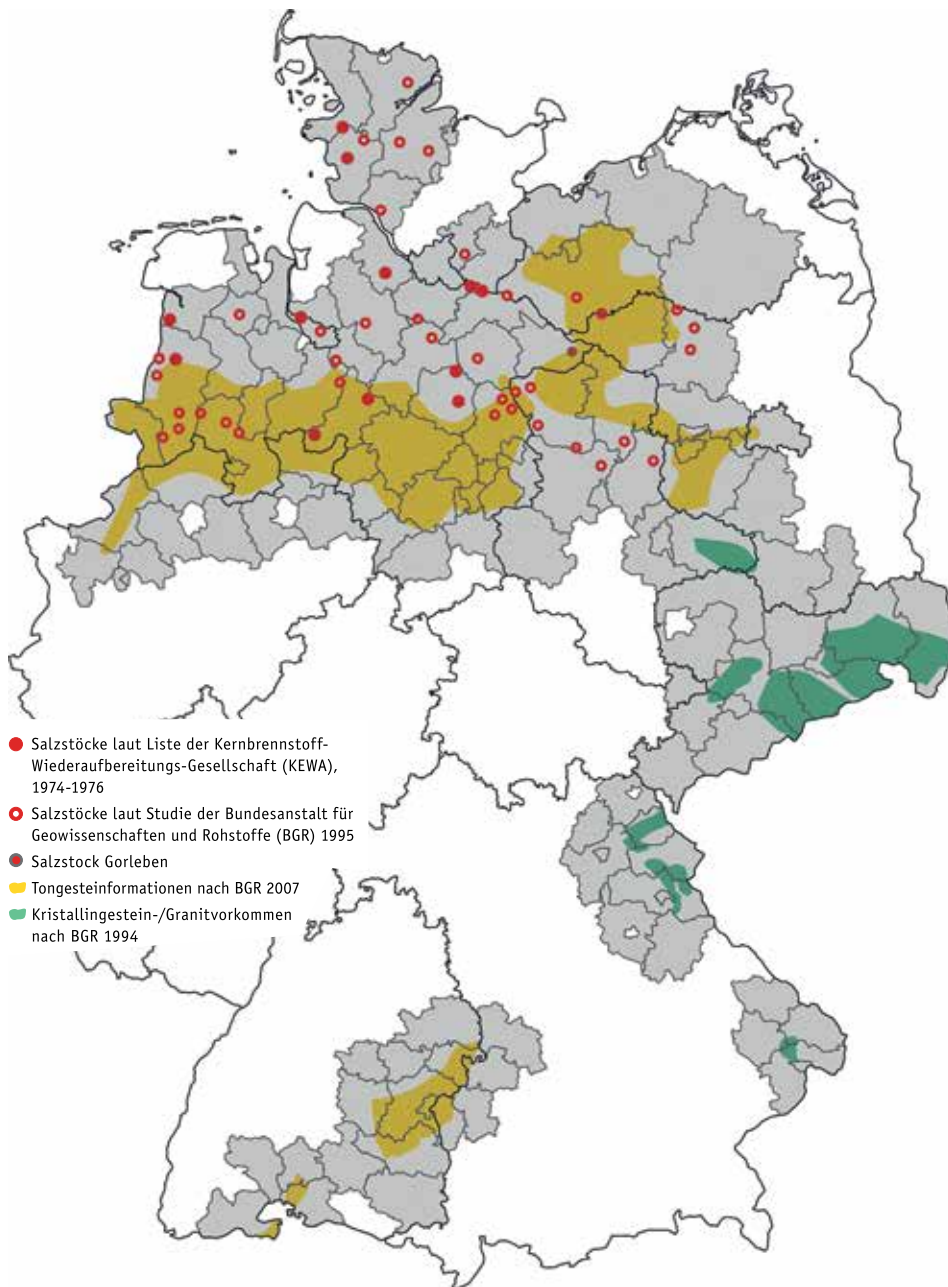 Salzstöcke laut Liste der Kernbrennstoff-
Wiederaufbereitungs-Gesellschaft (KEWA),
1974-1976
Salzstöcke laut Studie der Bundesanstalt für
Geowissenschaften und Rohstoffe (BGR) 1995
Salzstock Gorleben
Tongesteinformationen nach BGR 2007
Kristallingestein-/Granitvorkommen
nach BGR 1994